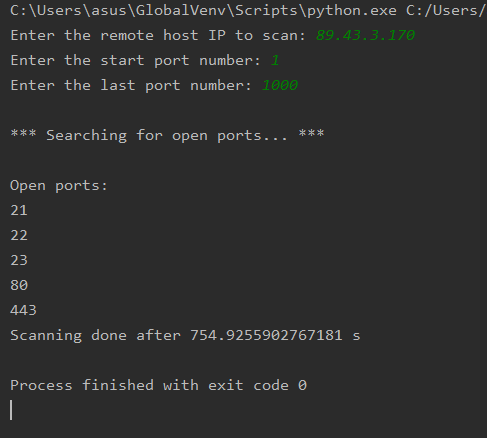 C:\Users\asus\GlobalVenv\Scripts\python.exe C:/Users/
Enter the remote host IP to scan: 89.43.3.170
Enter the start port number: 1
Enter the last port number: 1000
*** Searching for open ports... ***
Open ports:
21
22
23
80
443
Scanning done after 754.9255902767181 s
Process finished with exit code 0